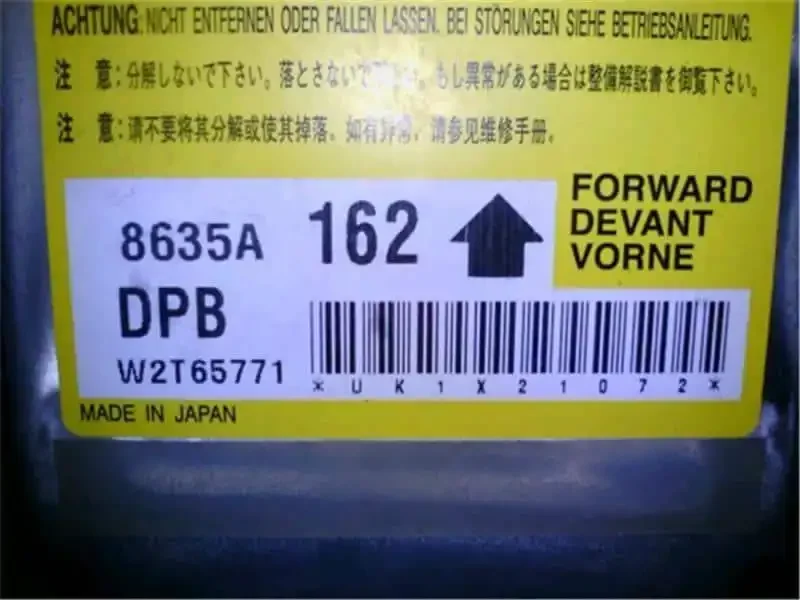 ACHTUNG: NICHT ENTFERNEN ODER FALLEN LASSEN. BEI STÖRUNGEN SIEHE BETRIEBSANLEITUNG.
注 意:分解しないで下さい。落とさないで下さい。もし異常がある場合は整備解説書を御覧下さい。
注 意:请不要将其分解或使其掉落。如有异常,请参见维修手册。
8635A 162
FORWARD
DEVANT
VORNE
DPB
W2T65771
*UK1X21072*
MADE IN JAPAN